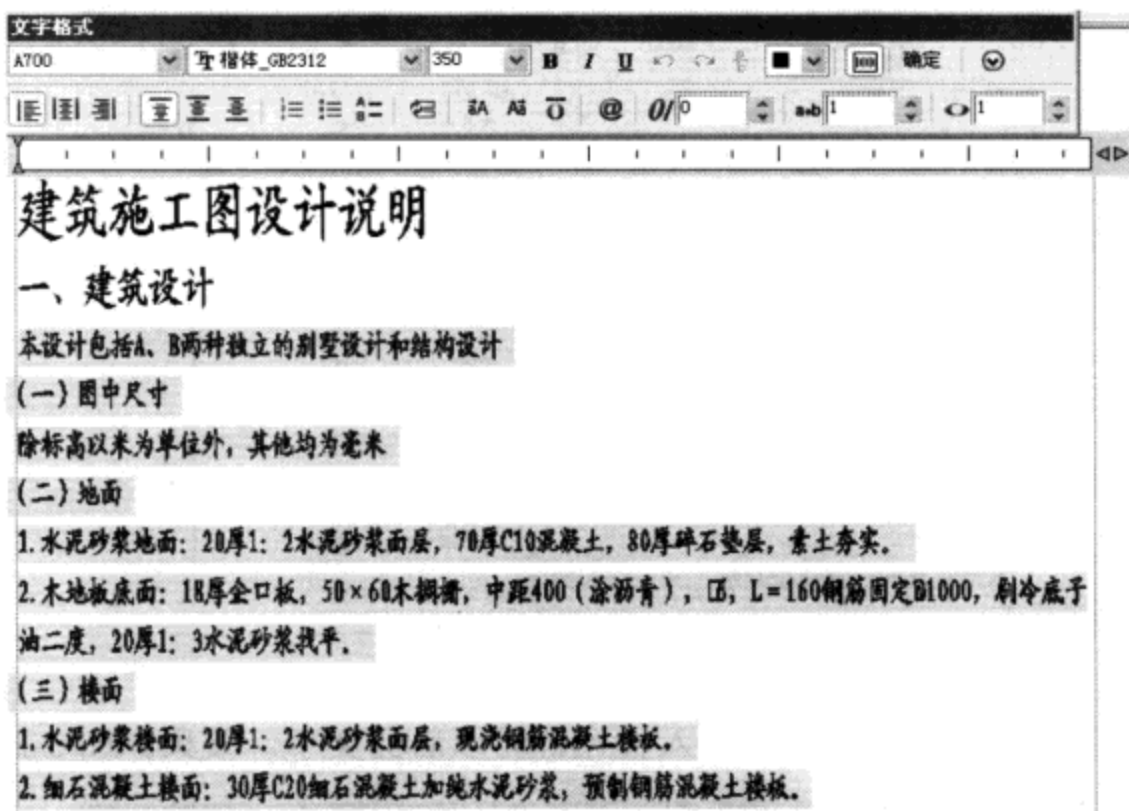 文字格式
A700 楷体_GB2312 350 B I U 确定
@ 0/ 0 a+b 1 1
建筑施工图设计说明
一、建筑设计
本设计包括A、B两种独立的别墅设计和结构设计
(一)图中尺寸
除标高以米为单位外，其他均为毫米
(二)地面
1.水泥砂浆地面：20厚1：2水泥砂浆面层，70厚C10混凝土，80厚碎石垫层，素土夯实。
2.木地板底面：18厚企口板，50×60木搁栅，中距400(涂沥青)，6，L=160钢筋固定1000，刷冷底子
油二度，20厚1：3水泥砂浆找平。
(三)楼面
1.水泥砂浆楼面：20厚1：2水泥砂浆面层，现浇钢筋混凝土楼板。
2.细石混凝土楼面：30厚C20细石混凝土加纯水泥砂浆，预制钢筋混凝土楼板。